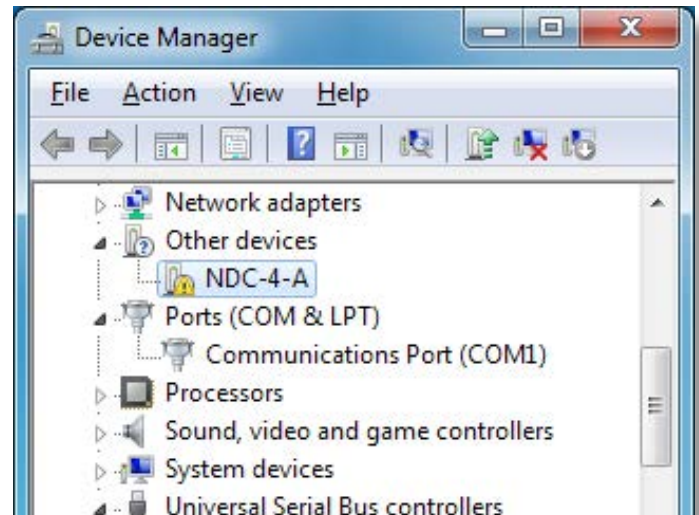 Device Manager
File Action View Help
Network adapters
Other devices
NDC-4-A
Ports (COM & LPT)
Communications Port (COM1)
Processors
Sound, video and game controllers
System devices
Universal Serial Bus controllers